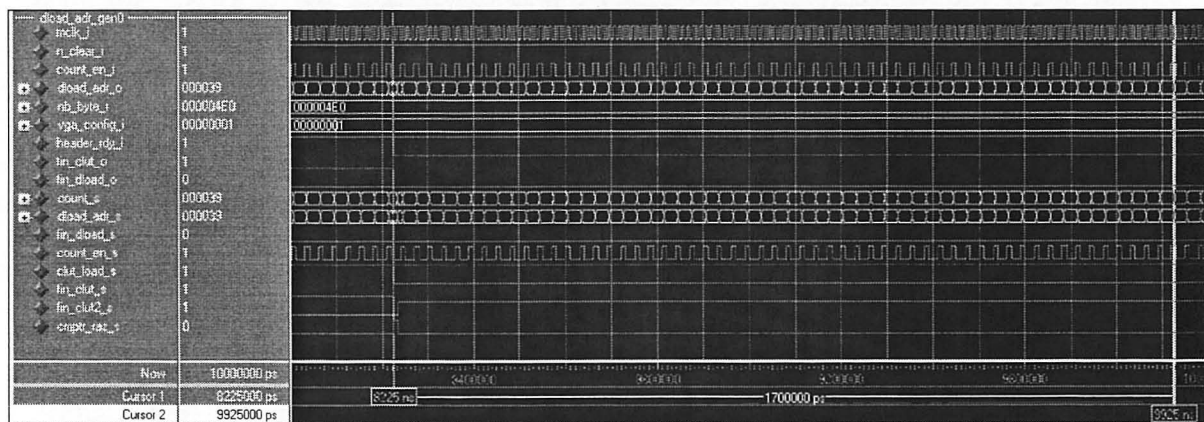 dload_adr_gen0
mclk_i 1
n_clear_i 1
count_en_i 1
dload_adr_o 000039
nb_byte_i 000004E0 000004E0
vga_config_i 00000001 00000001
header_rdy_i 1
fin_clut_o 1
fin_dload_o 0
count_s 000039
dload_adr_s 000039
fin_dload_s 0
count_en_s 1
clut_load_s 1
fin_clut_s 1
fin_clut2_s 1
cmptr_raz_s 0
Now 10000000 ps
Cursor 1 8225000 ps 8225 ns 1700000 ps
Cursor 2 9925000 ps 9925 ns